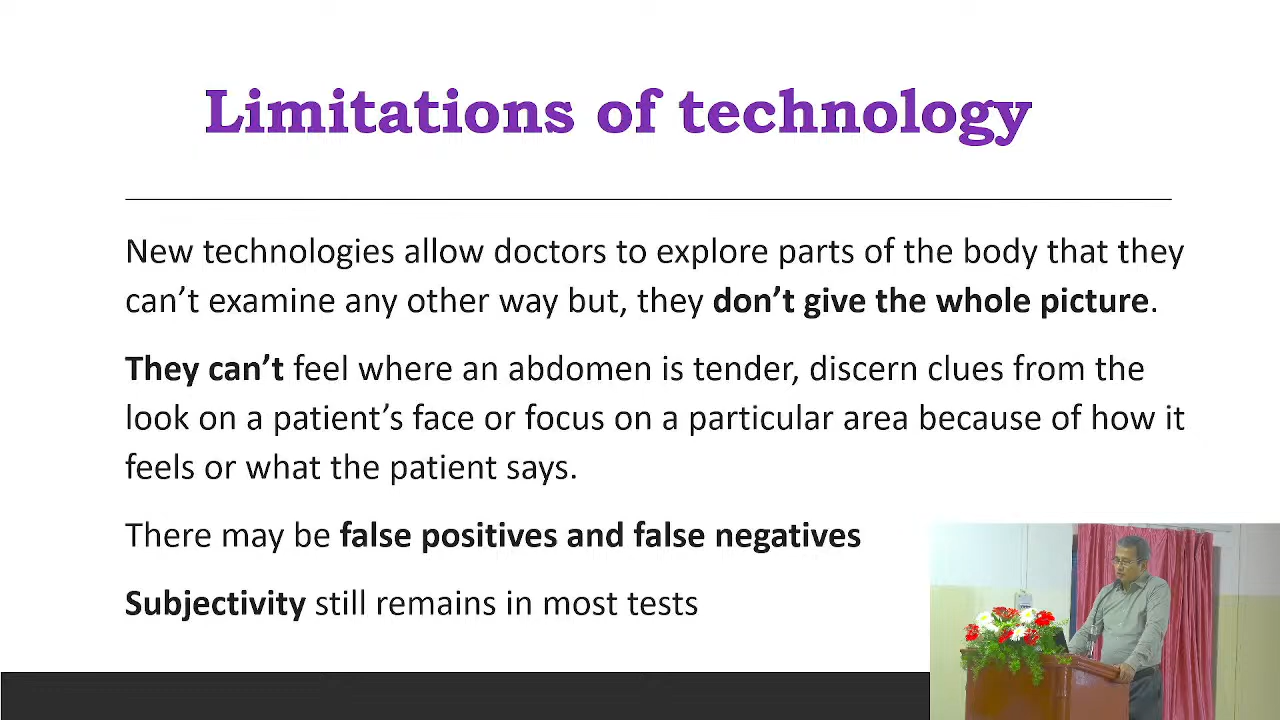 Limitations of technology
New technologies allow doctors to explore parts of the body that they
can’t examine any other way but, they don’t give the whole picture.
They can’t feel where an abdomen is tender, discern clues from the
look on a patient’s face or focus on a particular area because of how it
feels or what the patient says.
There may be false positives and false negatives
Subjectivity still remains in most tests